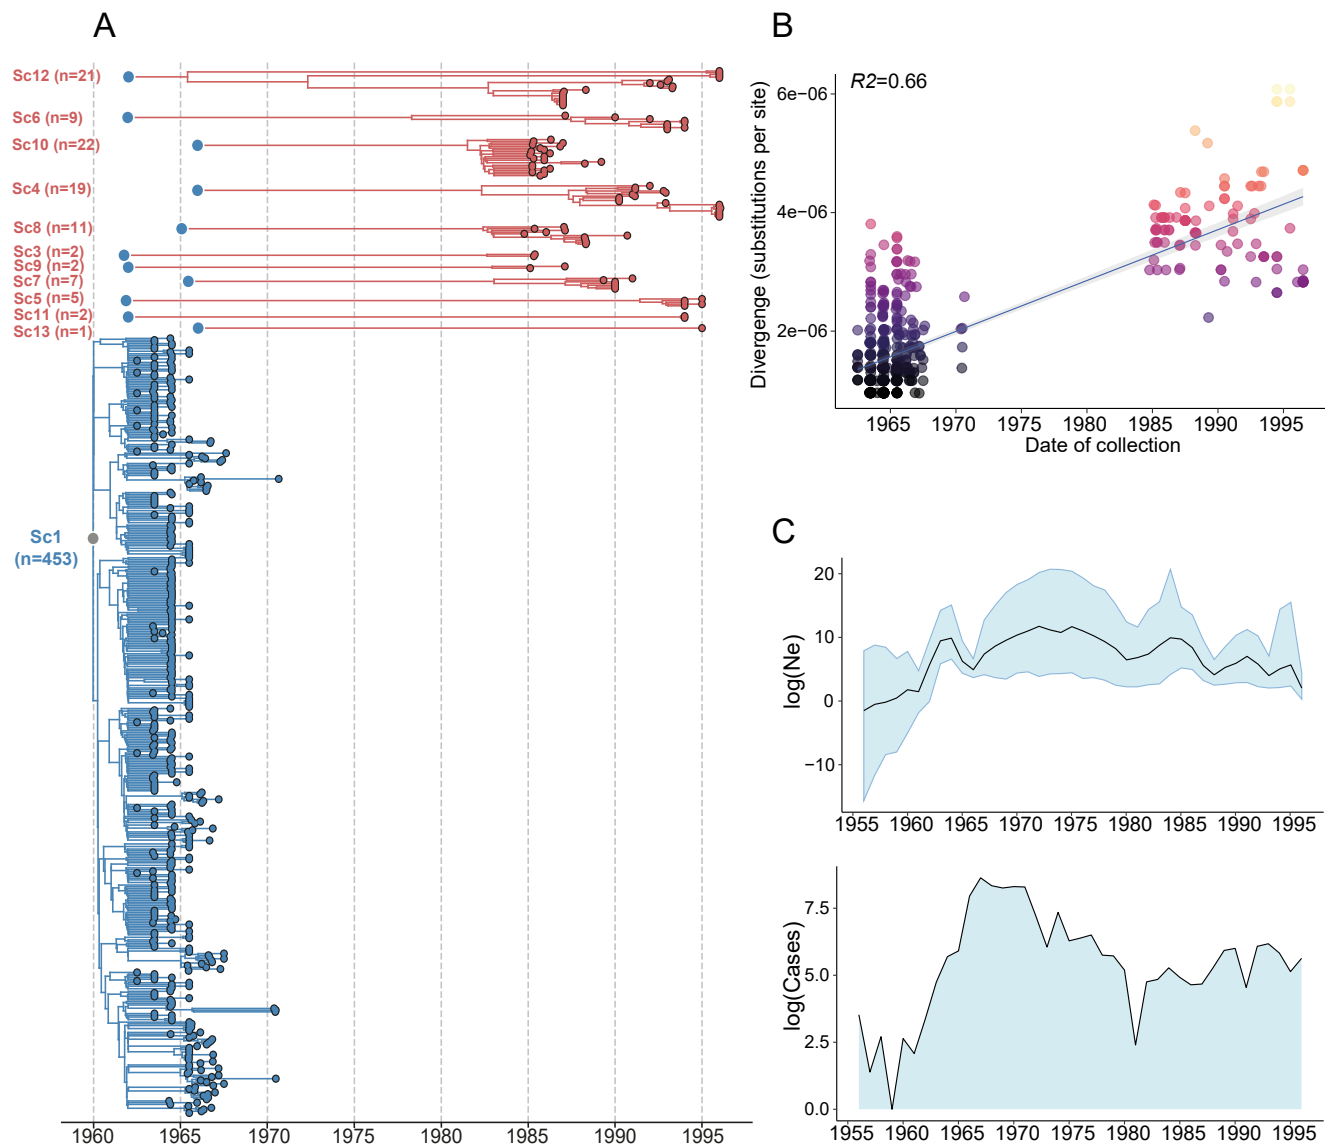 A
Sc12 (n=21)
Sc6 (n=9)
Sc10 (n=22)
Sc4 (n=19)
Sc8 (n=11)
Sc3 (n=2)
Sc9 (n=2)
Sc7 (n=7)
Sc5 (n=5)
Sc11 (n=2)
Sc13 (n=1)
Sc1
(n=453)
1960 1965 1970 1975 1980 1985 1990 1995
B
R2=0.66
Divergence (substitutions per site)
6e−06
4e−06
2e−06
1965 1970 1975 1980 1985 1990 1995
Date of collection
C
log(Ne)
20
10
0
−10
1955 1960 1965 1970 1975 1980 1985 1990 1995
log(Cases)
7.5
5.0
2.5
0.0
1955 1960 1965 1970 1975 1980 1985 1990 1995